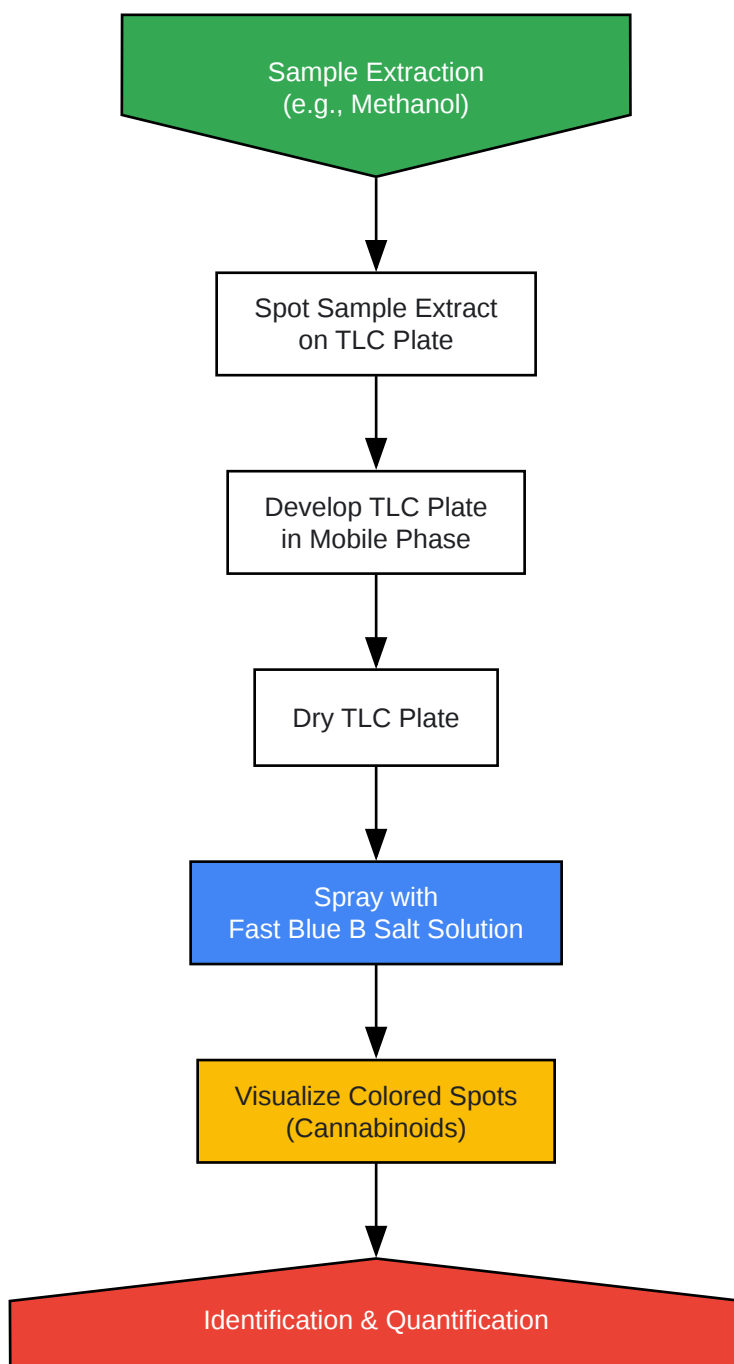 Sample Extraction
(e.g., Methanol)
Spot Sample Extract
on TLC Plate
Develop TLC Plate
in Mobile Phase
Dry TLC Plate
Spray with
Fast Blue B Salt Solution
Visualize Colored Spots
(Cannabinoids)
Identification & Quantification